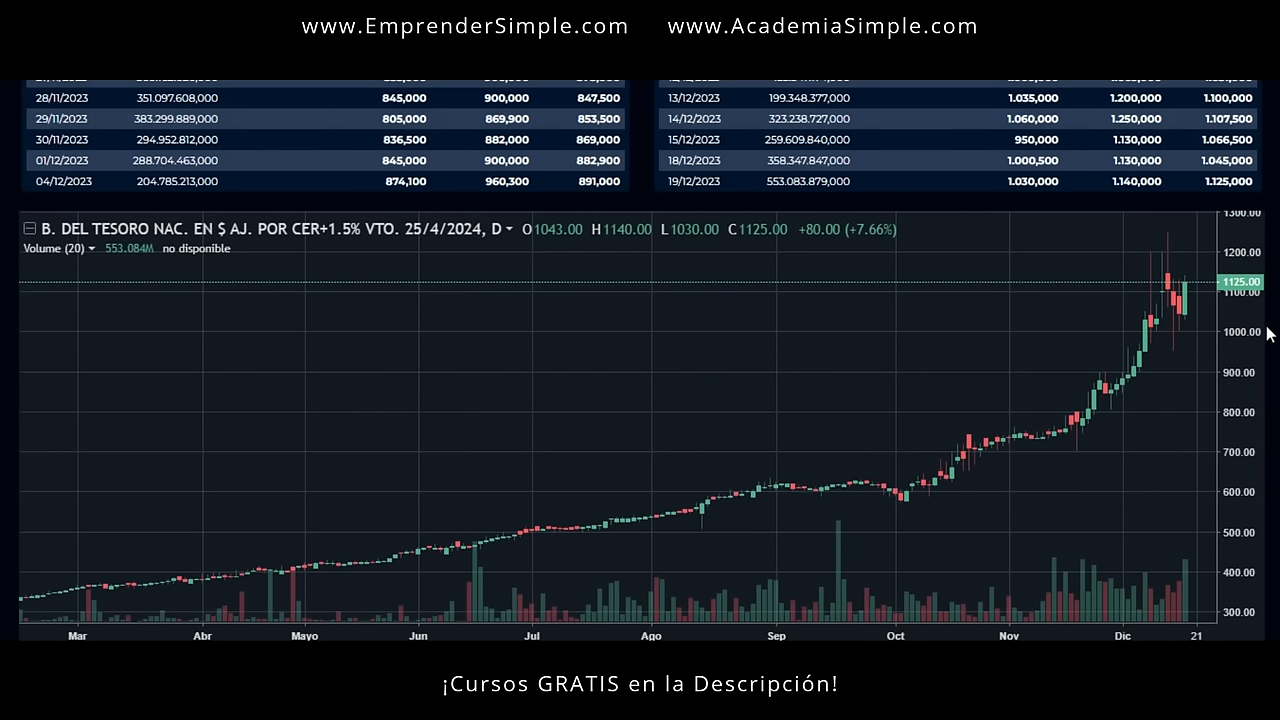 www.EmprenderSimple.com www.AcademiaSimple.com
28/11/2023 351.097.608,000 845,000 900,000 847,500 13/12/2023 199.348.377,000 1.035,000 1.200,000 1.100,000
29/11/2023 383.299.889,000 805,000 869,900 853,500 14/12/2023 323.238.727,000 1.060,000 1.250,000 1.107,500
30/11/2023 294.952.812,000 836,500 882,000 869,000 15/12/2023 259.609.840,000 950,000 1.130,000 1.066,500
01/12/2023 288.704.463,000 845,000 900,000 882,900 18/12/2023 358.347.847,000 1.000,500 1.130,000 1.045,000
04/12/2023 204.785.213,000 874,100 960,300 891,000 19/12/2023 553.083.879,000 1.030,000 1.140,000 1.125,000
B. DEL TESORO NAC. EN $ AJ. POR CER+1.5% VTO. 25/4/2024, D O1043.00 H1140.00 L1030.00 C1125.00 +80.00 (+7.66%)
Volume (20) 553.084M no disponible
1300.00
1200.00
1125.00
1100.00
1000.00
900.00
800.00
700.00
600.00
500.00
400.00
300.00
Mar Abr Mayo Jun Jul Ago Sep Oct Nov Dic 21
¡Cursos GRATIS en la Descripción!